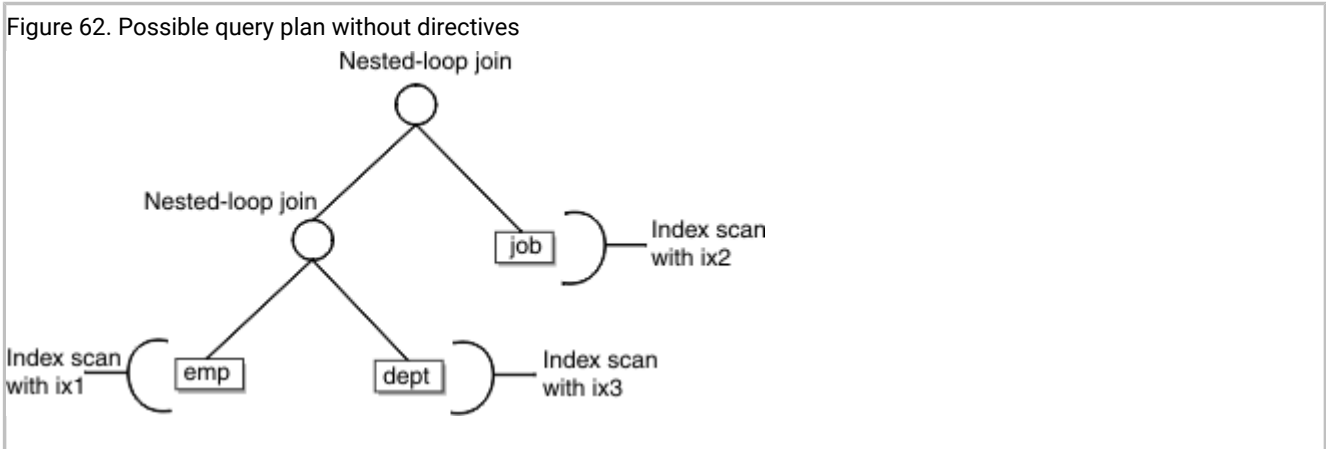 Figure 62. Possible query plan without directives
Nested-loop join
Nested-loop join
job
Index scan
with ix2
Index scan
with ix1
emp
dept
Index scan
with ix3